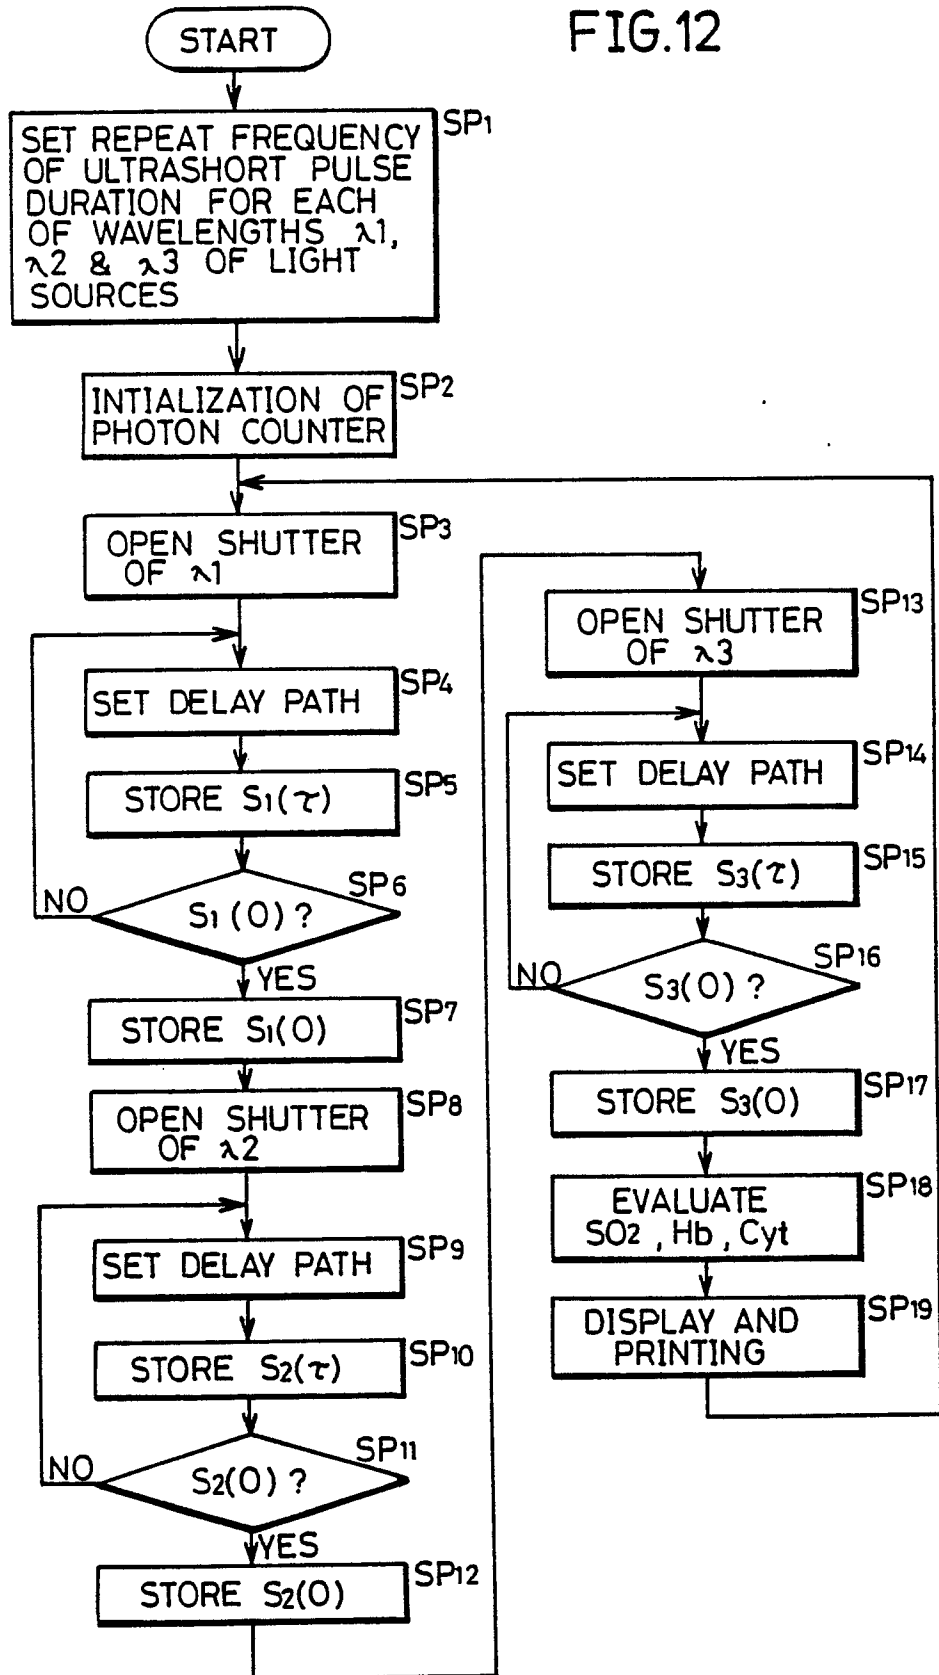 FIG.12
START
SP1
SET REPEAT FREQUENCY
OF ULTRASHORT PULSE
DURATION FOR EACH
OF WAVELENGTHS λ1,
λ2 & λ3 OF LIGHT
SOURCES
SP2
INTIALIZATION OF
PHOTON COUNTER
SP3
OPEN SHUTTER
OF λ1
SP4
SET DELAY PATH
SP5
STORE S1(τ)
SP6
S1(0)?
NO
YES
SP7
STORE S1(0)
SP8
OPEN SHUTTER
OF λ2
SP9
SET DELAY PATH
SP10
STORE S2(τ)
SP11
S2(0)?
NO
YES
SP12
STORE S2(0)
SP13
OPEN SHUTTER
OF λ3
SP14
SET DELAY PATH
SP15
STORE S3(τ)
SP16
S3(0)?
NO
YES
SP17
STORE S3(0)
SP18
EVALUATE
SO2, Hb, Cyt
SP19
DISPLAY AND
PRINTING